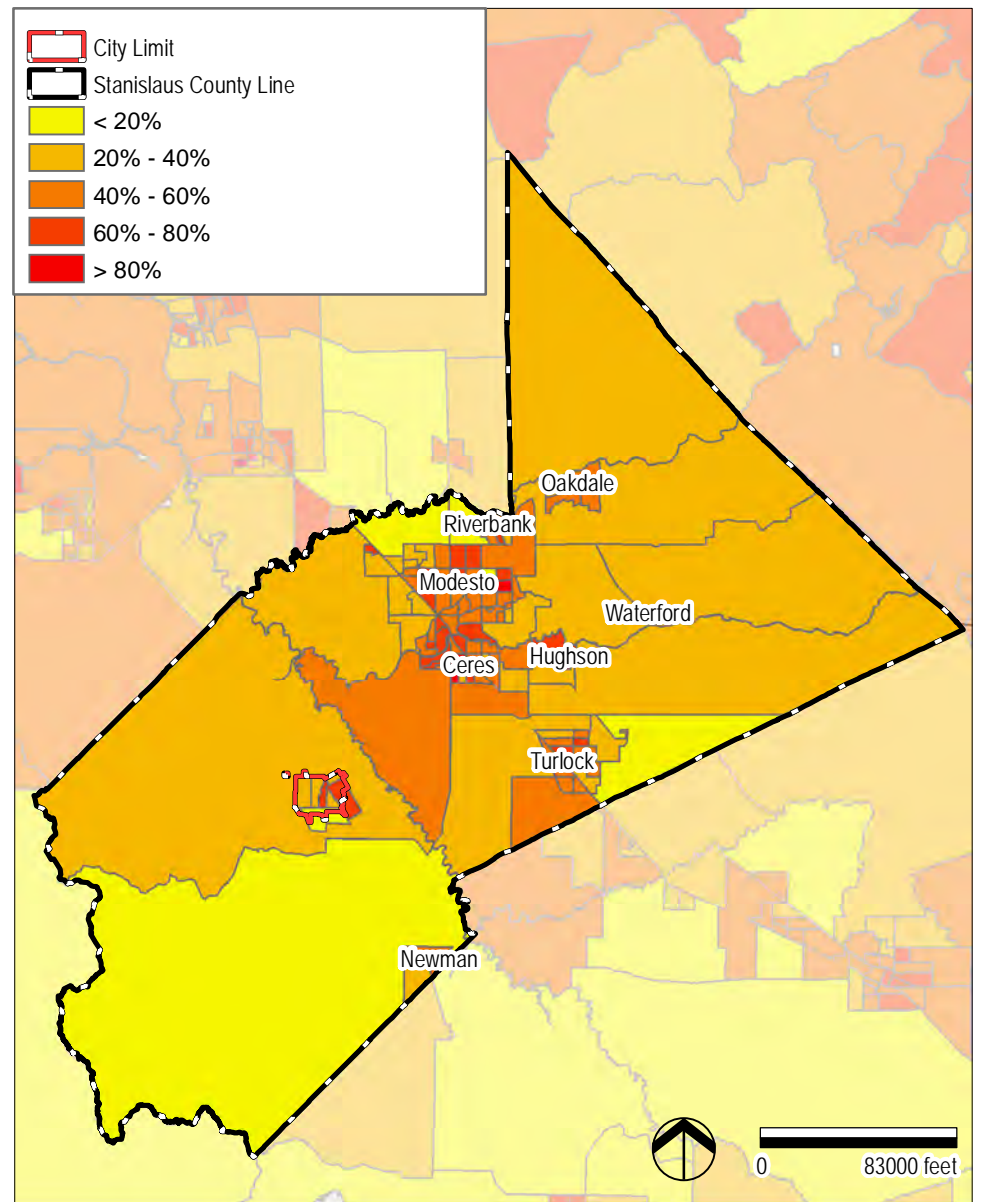 City Limit
Stanislaus County Line
< 20%
20% - 40%
40% - 60%
60% - 80%
> 80%
Oakdale
Riverbank
Modesto
Waterford
Hughson
Ceres
Turlock
Newman
0 83000 feet